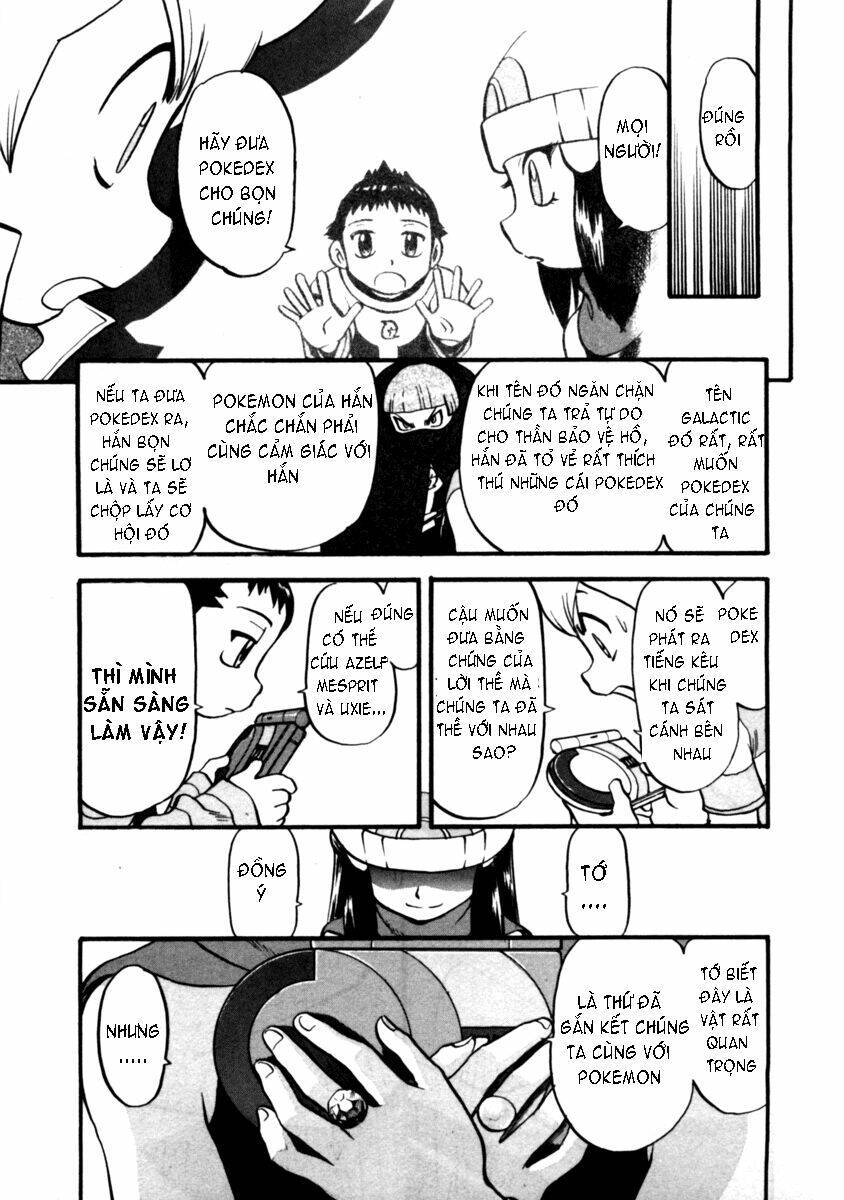 ĐÚNG
RỒI
MỌI
NGƯỜI!
HÃY ĐƯA
POKEDEX
CHO BỌN
CHÚNG!
TÊN
GALACTIC
ĐÓ RẤT, RẤT
MUỐN
POKEDEX
CỦA CHÚNG
TA
KHI TÊN ĐÓ NGĂN CHẶN
CHÚNG TA TRẢ TỰ DO
CHO THẦN BẢO VỆ HỒ,
HẮN ĐÃ TỎ VẺ RẤT THÍCH
THÚ NHỮNG CÁI POKEDEX
ĐÓ
POKEMON CỦA HẮN
CHẮC CHẮN PHẢI
CÙNG CẢM GIÁC VỚI
HẮN
NẾU TA ĐƯA
POKEDEX RA,
HẮN BỌN
CHÚNG SẼ LƠ
LÀ VÀ TA SẼ
CHỘP LẤY CƠ
HỘI ĐÓ
POKE
DEX
NÓ SẼ
PHÁT RA
TIẾNG KÊU
KHI CHÚNG
TA SÁT
CÁNH BÊN
NHAU
CẬU MUỐN
ĐƯA BẰNG
CHỨNG CỦA
LỜI THỀ MÀ
CHÚNG TA ĐÃ
THỀ VỚI NHAU
SAO?
NẾU ĐÚNG
CÓ THỂ
CỨU AZELF
MESPRIT
VÀ UXIE...
THÌ MÌNH
SẴN SÀNG
LÀM VẬY!
TỚ
....
ĐỒNG
Ý
TỚ BIẾT
ĐÂY LÀ
VẬT RẤT
QUAN
TRỌNG
LÀ THỨ ĐÃ
GẮN KẾT CHÚNG
TA CÙNG VỚI
POKEMON
NHƯNG
.....